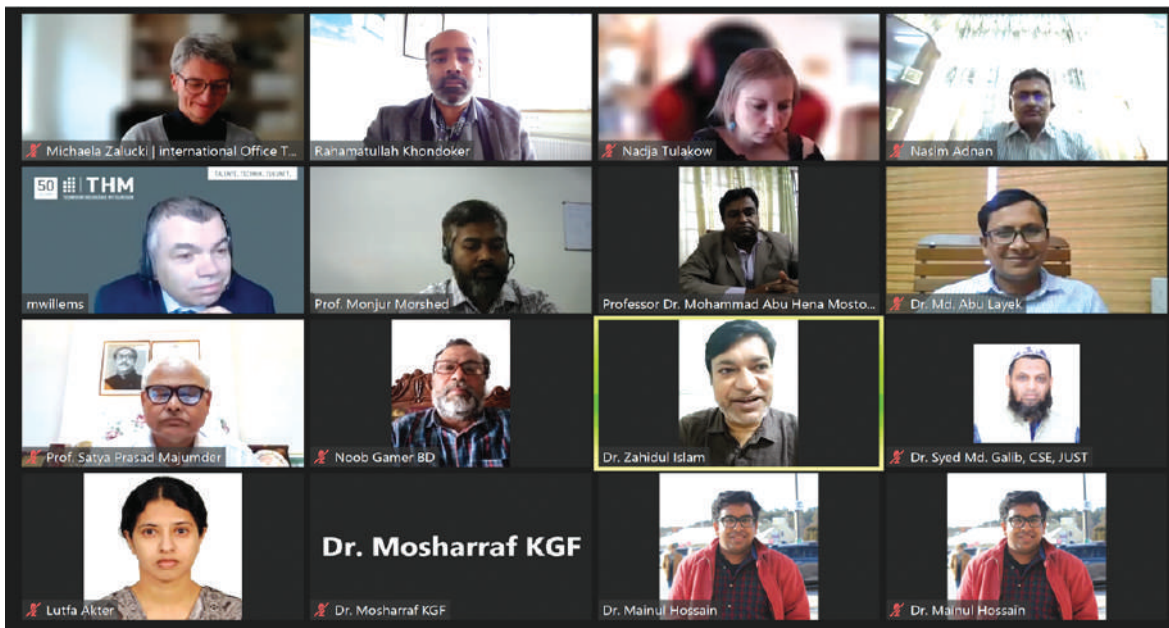 Michaela Zalucki | international Office T...
Rahamatullah Khondoker
Nadja Tulakow
Nasim Adnan
50
THM
TALENTE. TECHNIK. ZUKUNFT.
mwillems
Prof. Monjur Morshed
Professor Dr. Mohammad Abu Hena Mosto...
Dr. Md. Abu Layek
Prof. Satya Prasad Majumder
Noob Gamer BD
Dr. Zahidul Islam
Dr. Syed Md. Galib, CSE, JUST
Lutfa Akter
Dr. Mosharraf KGF
Dr. Mosharraf KGF
Dr. Mainul Hossain
Dr. Mainul Hossain